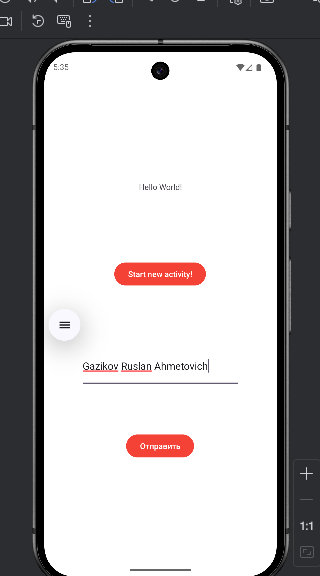 5:35
Hello World!
Start new activity!
Gazikov Ruslan Ahmetovich
Отправить
1:1